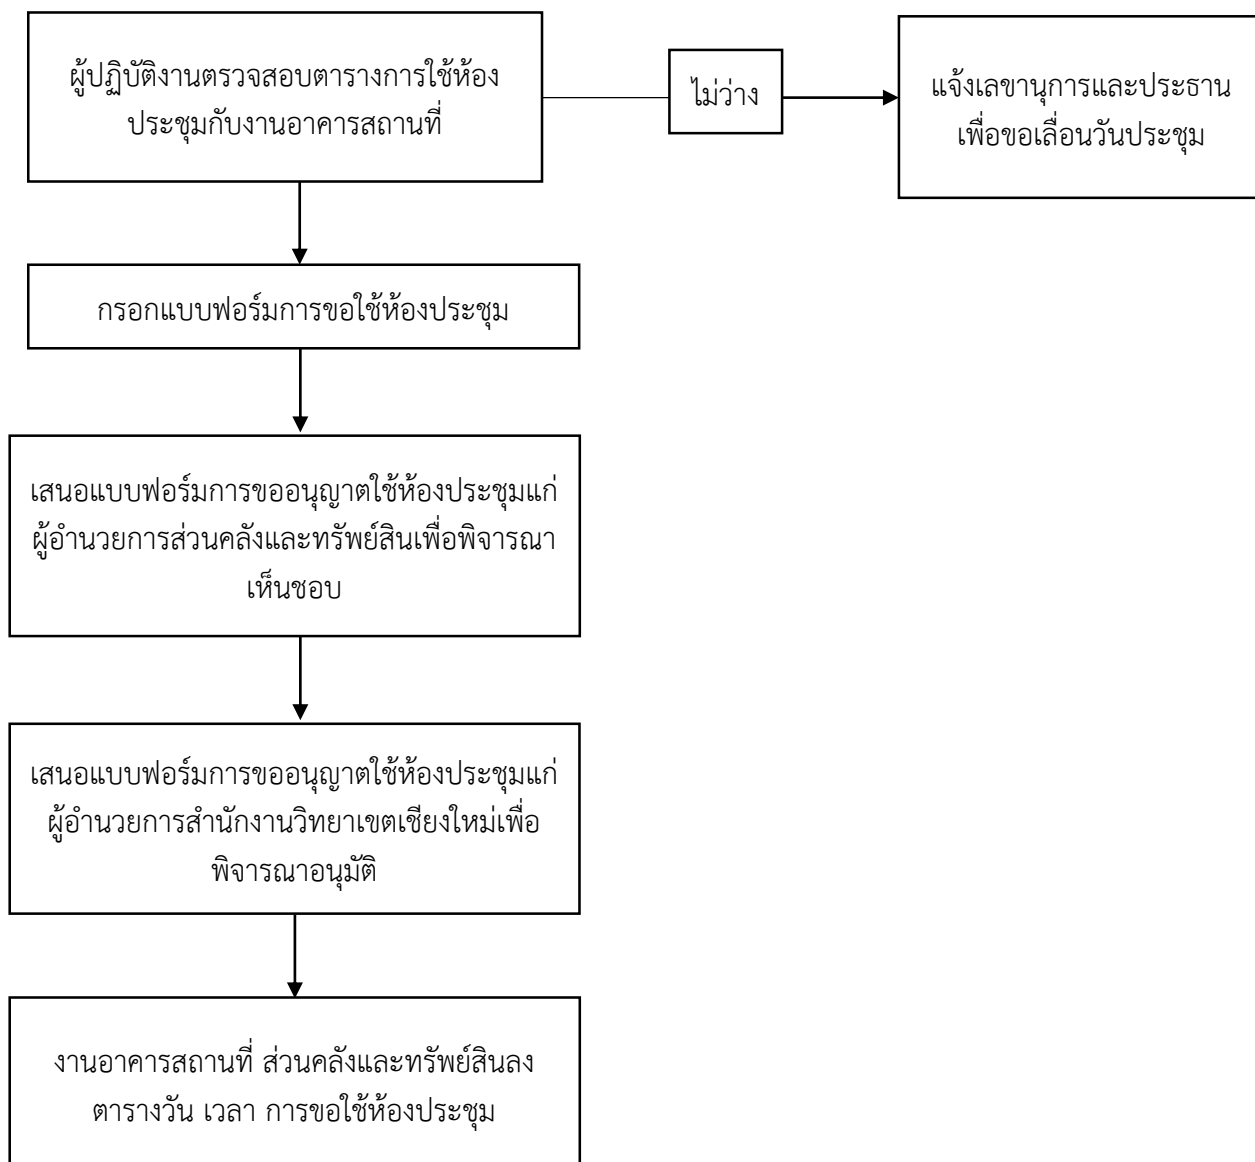 ผู้ปฏิบัติงานตรวจสอบตารางการใช้ห้อง
ประชุมกับงานอาคารสถานที่
ไม่ว่าง
แจ้งเลขานุการและประธาน
เพื่อขอเลื่อนวันประชุม
กรอกแบบฟอร์มการขอใช้ห้องประชุม
เสนอแบบฟอร์มการขออนุญาตใช้ห้องประชุมแก่
ผู้อำนวยการส่วนคลังและทรัพย์สินเพื่อพิจารณา
เห็นชอบ
เสนอแบบฟอร์มการขออนุญาตใช้ห้องประชุมแก่
ผู้อำนวยการสำนักงานวิทยาเขตเชียงใหม่เพื่อ
พิจารณาอนุมัติ
งานอาคารสถานที่ ส่วนคลังและทรัพย์สินลง
ตารางวัน เวลา การขอใช้ห้องประชุม